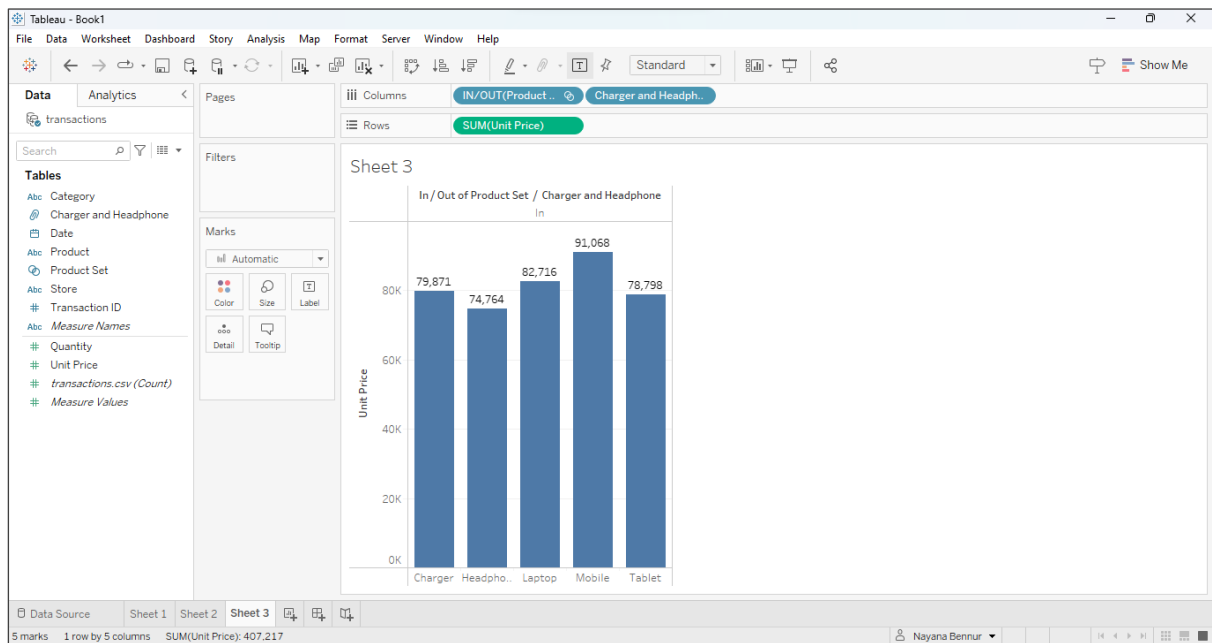 Tableau - Book1
File Data Worksheet Dashboard Story Analysis Map Format Server Window Help
Standard
Show Me
Data Analytics
transactions
Search
Tables
Abc Category
Charger and Headphone
Date
Abc Product
Product Set
Abc Store
# Transaction ID
Abc Measure Names
# Quantity
# Unit Price
# transactions.csv (Count)
# Measure Values
Pages
Filters
Marks
Automatic
Color Size Label
Detail Tooltip
Columns IN/OUT(Product .. Charger and Headph..
Rows SUM(Unit Price)
Sheet 3
In / Out of Product Set / Charger and Headphone
In
Unit Price
80K
60K
40K
20K
0K
79,871 74,764 82,716 91,068 78,798
Charger Headpho.. Laptop Mobile Tablet
Data Source Sheet 1 Sheet 2 Sheet 3
5 marks 1 row by 5 columns SUM(Unit Price): 407,217
Nayana Bennur